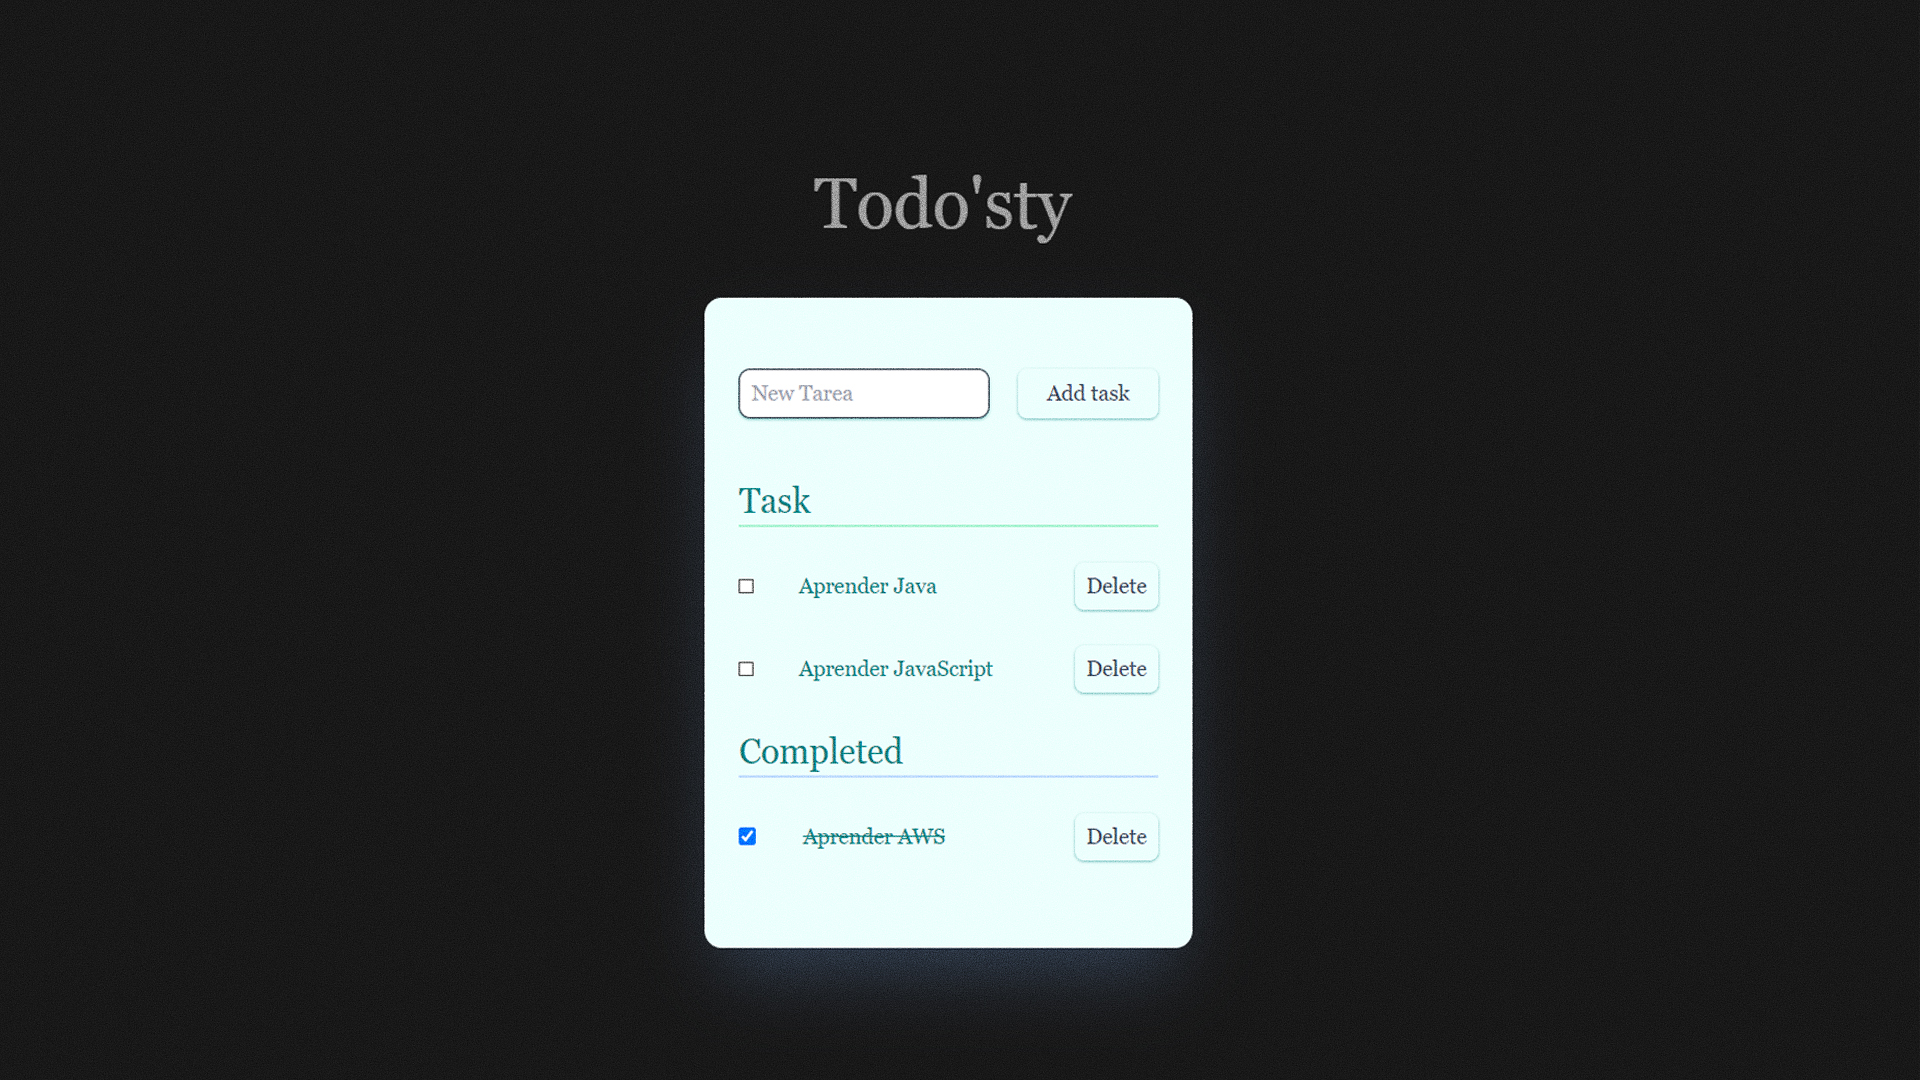 Todo'sty
New Tarea
Add task
Task
Aprender Java
Delete
Aprender JavaScript
Delete
Completed
Aprender AWS
Delete